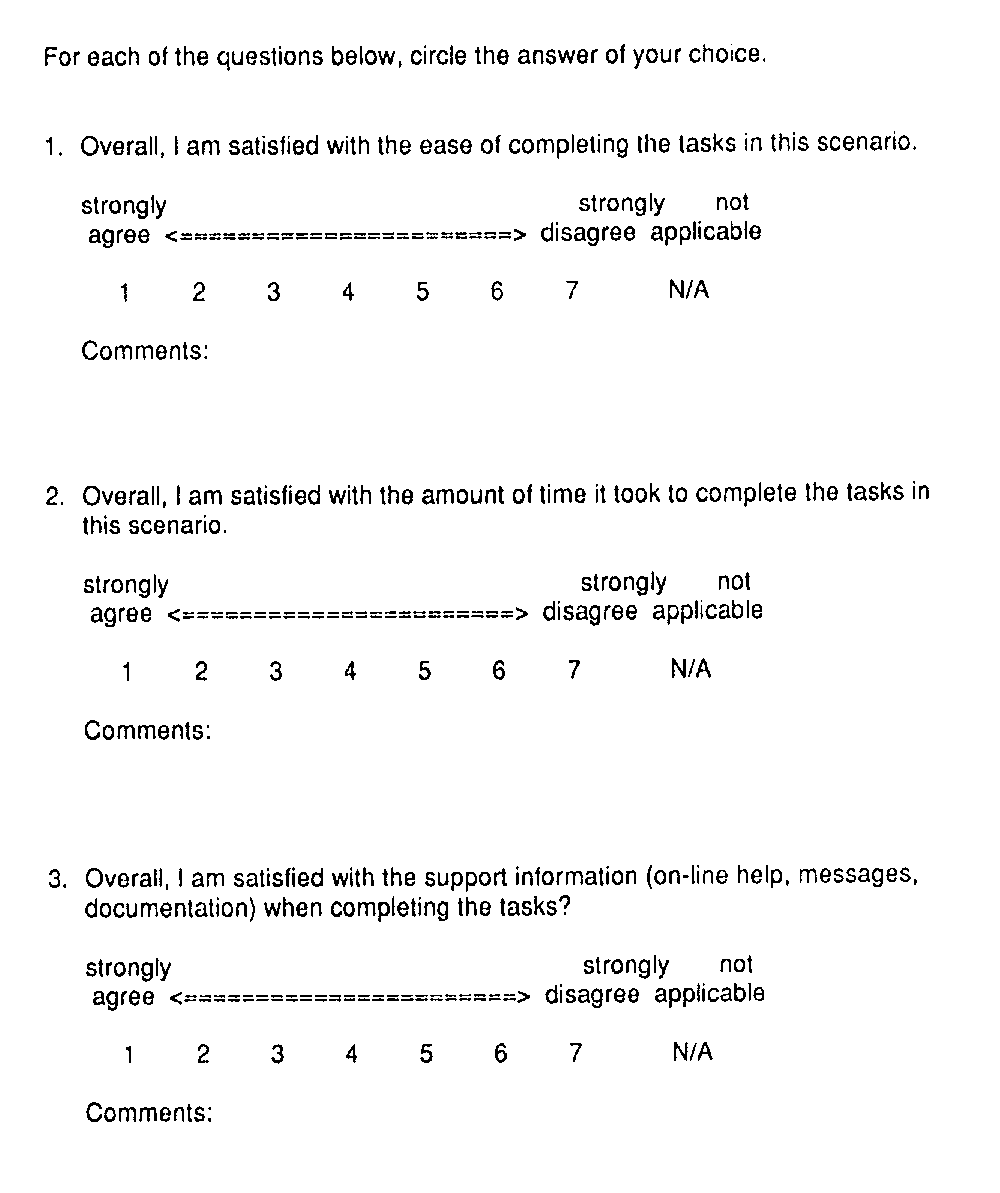 For each of the questions below, circle the answer of your choice.
1. Overall, I am satisfied with the ease of completing the tasks in this scenario.
strongly strongly not
agree <=======================> disagree applicable
1 2 3 4 5 6 7 N/A
Comments:
2. Overall, I am satisfied with the amount of time it took to complete the tasks in
this scenario.
strongly strongly not
agree <=======================> disagree applicable
1 2 3 4 5 6 7 N/A
Comments:
3. Overall, I am satisfied with the support information (on-line help, messages,
documentation) when completing the tasks?
strongly strongly not
agree <=======================> disagree applicable
1 2 3 4 5 6 7 N/A
Comments: